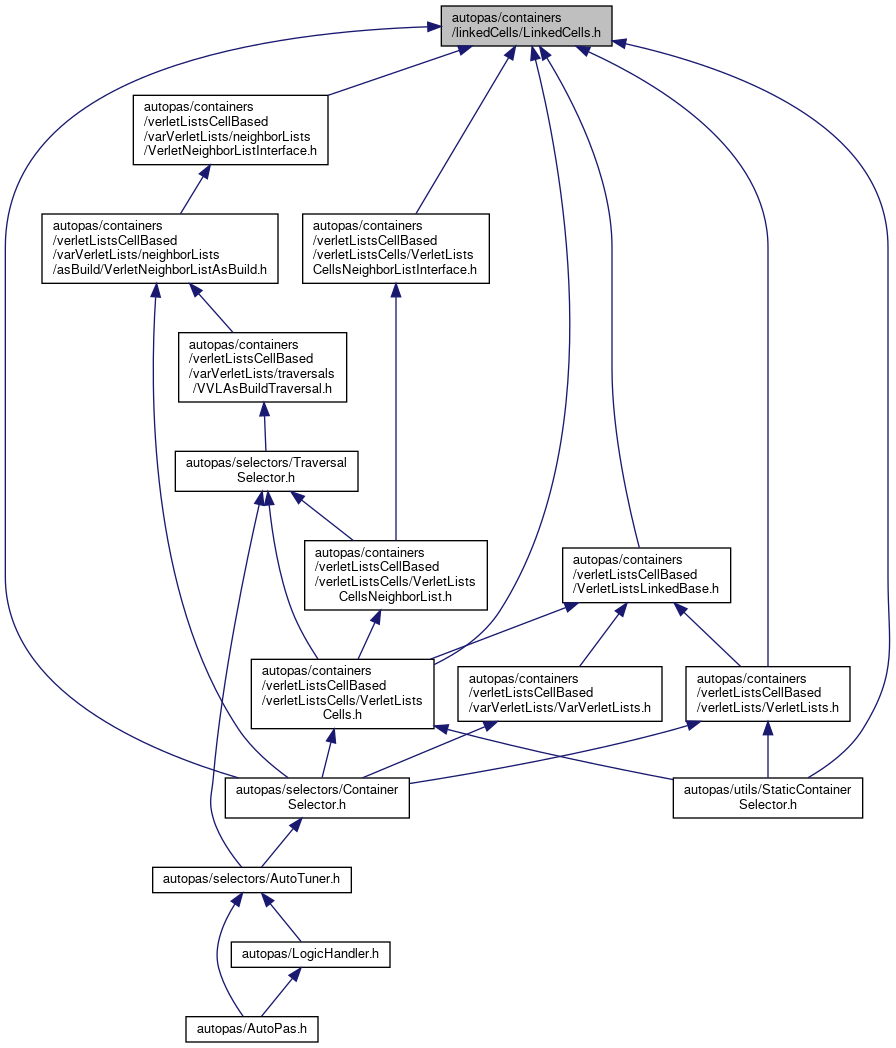 autopas/containers
/linkedCells/LinkedCells.h
autopas/containers
/verletListsCellBased
/varVerletLists/neighborLists
/VerletNeighborListInterface.h
autopas/containers
/verletListsCellBased
/varVerletLists/neighborLists
/asBuild/VerletNeighborListAsBuild.h
autopas/containers
/verletListsCellBased
/verletListsCells/VerletLists
CellsNeighborListInterface.h
autopas/containers
/verletListsCellBased
/varVerletLists/traversals
/VVLAsBuildTraversal.h
autopas/selectors/Traversal
Selector.h
autopas/containers
/verletListsCellBased
/verletListsCells/VerletLists
CellsNeighborList.h
autopas/containers
/verletListsCellBased
/VerletListsLinkedBase.h
autopas/containers
/verletListsCellBased
/verletListsCells/VerletLists
Cells.h
autopas/containers
/verletListsCellBased
/varVerletLists/VarVerletLists.h
autopas/containers
/verletListsCellBased
/verletLists/VerletLists.h
autopas/selectors/Container
Selector.h
autopas/utils/StaticContainer
Selector.h
autopas/selectors/AutoTuner.h
autopas/LogicHandler.h
autopas/AutoPas.h